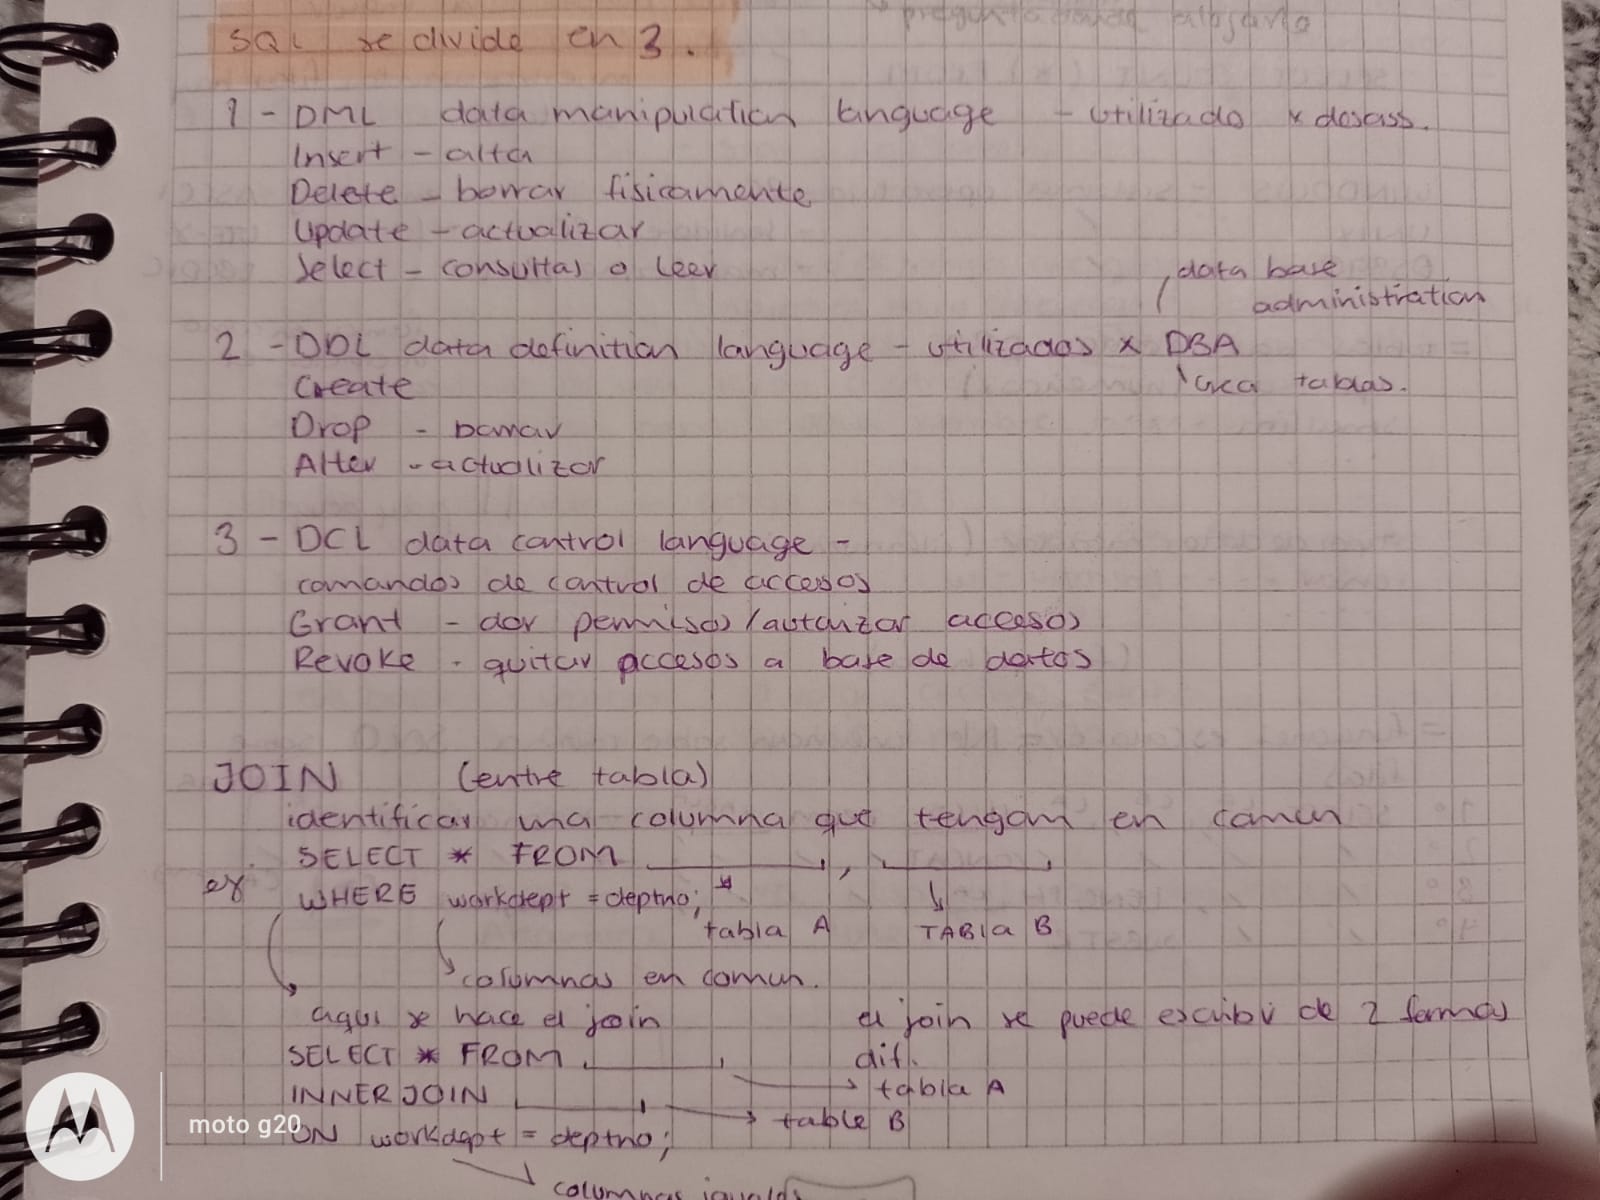 SQL se divide en 3.
1 - DML data manipulation language - utilizado x desass.
Insert - alta
Delete - borrar fisicamente
Update - actualizar
Select - consultas o leer
data base
administration
2 - DDL data definition language - utilizados x DBA
Create
crea tablas.
Drop - borrar
Alter - actualizar
3 - DCL data control language -
comandos de control de accesos
Grant - dar permisos/autorizar accesos
Revoke - quitar accesos a base de datos
JOIN (entre tabla)
identificar una columna que tengan en comun
SELECT * FROM ,
ej WHERE workdept = deptno;
tabla A TABla B
columnas en comun.
aqui se hace el join
el join se puede escribir de 2 formas
SELECT * FROM
dif.
INNER JOIN
tabla A
table B
ON workdept = deptno;
columnas iguales
moto g20